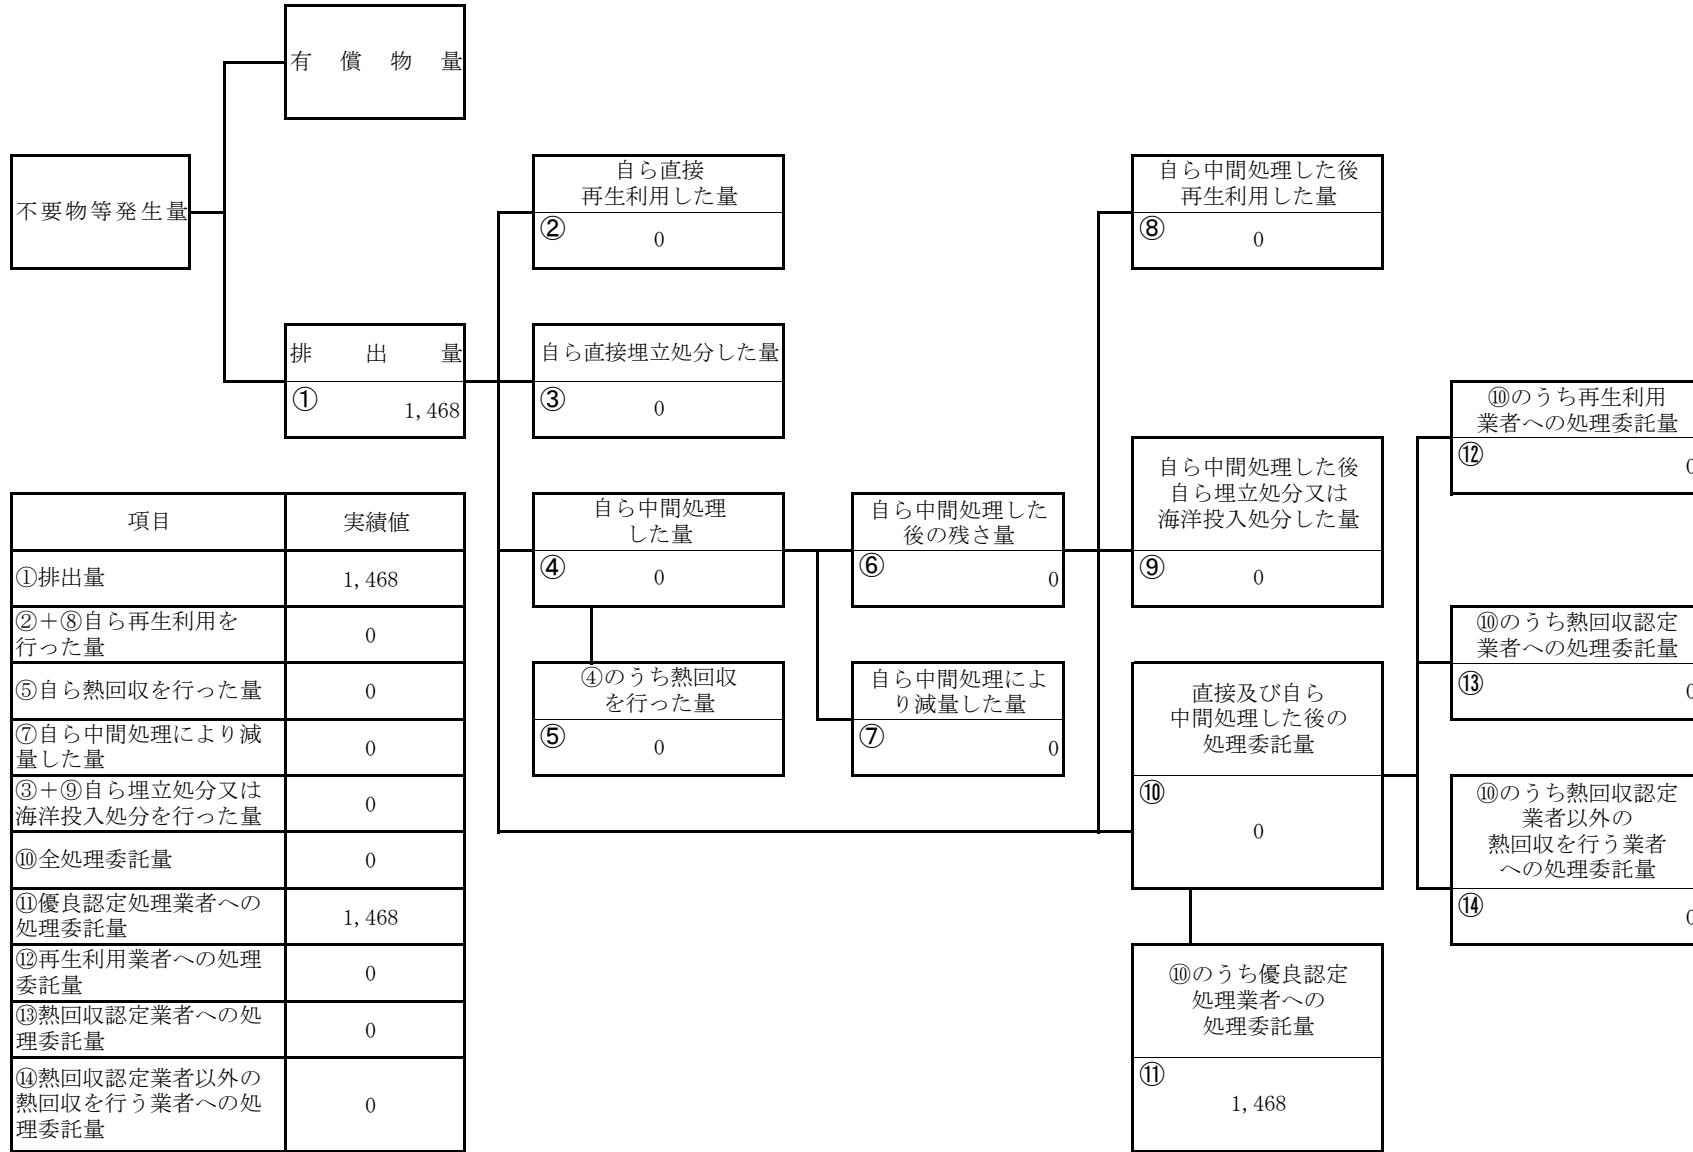 有償物量
不要物等発生量
自ら直接
再生利用した量
②
0
自ら中間処理した後
再生利用した量
⑧
0
排出量
①
1,468
自ら直接埋立処分した量
③
0
⑩のうち再生利用
業者への処理委託量
⑫
0
自ら中間処理した後
自ら埋立処分又は
海洋投入処分した量
⑨
0
自ら中間処理
した量
④
0
自ら中間処理した
後の残さ量
⑥
0
⑩のうち熱回収認定
業者への処理委託量
⑬
0
④のうち熱回収
を行った量
⑤
0
自ら中間処理によ
り減量した量
⑦
0
直接及び自ら
中間処理した後の
処理委託量
⑩
0
⑩のうち熱回収認定
業者以外の
熱回収を行う業者
への処理委託量
⑭
0
⑩のうち優良認定
処理業者への
処理委託量
⑪
1,468
項目 実績値
①排出量 1,468
②＋⑧自ら再生利用を
行った量 0
⑤自ら熱回収を行った量 0
⑦自ら中間処理により減
量した量 0
③＋⑨自ら埋立処分又は
海洋投入処分を行った量 0
⑩全処理委託量 0
⑪優良認定処理業者への
処理委託量 1,468
⑫再生利用業者への処理
委託量 0
⑬熱回収認定業者への処
理委託量 0
⑭熱回収認定業者以外の
熱回収を行う業者への処
理委託量 0